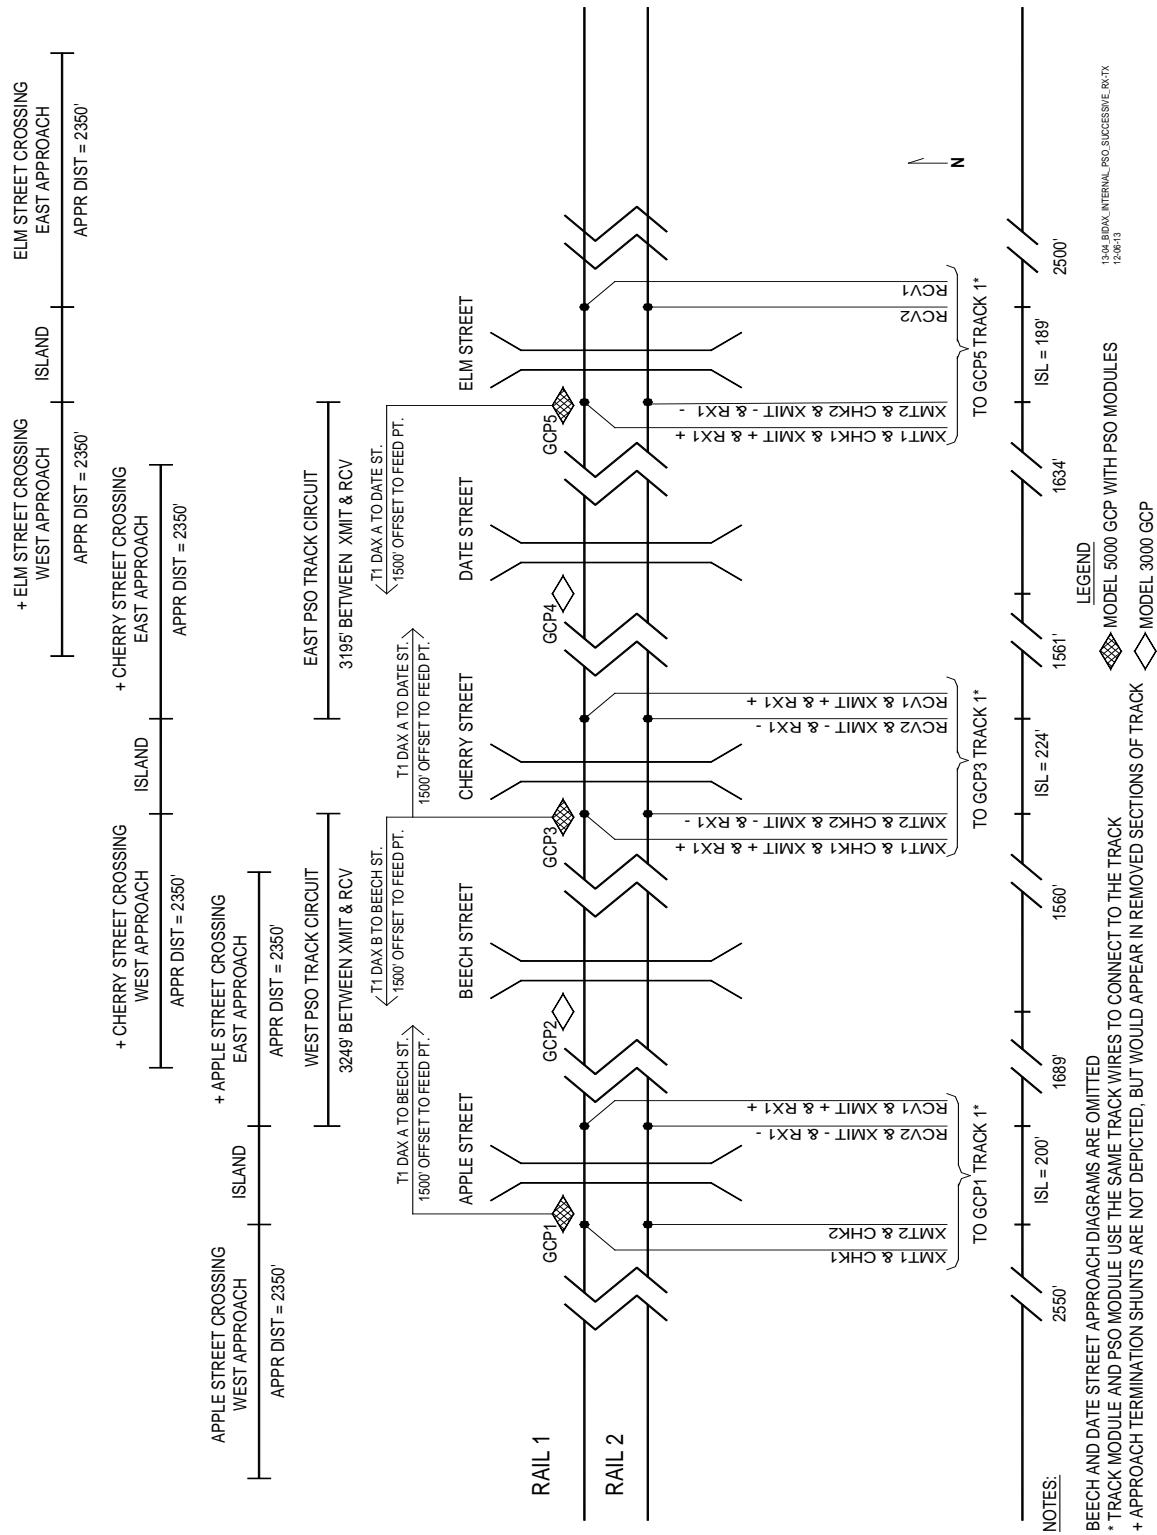 APPLE STREET CROSSING
WEST APPROACH
APPR DIST = 2350'
ISLAND
+ APPLE STREET CROSSING
EAST APPROACH
APPR DIST = 2350'
+ CHERRY STREET CROSSING
WEST APPROACH
APPR DIST = 2350'
ISLAND
+ CHERRY STREET CROSSING
EAST APPROACH
APPR DIST = 2350'
+ ELM STREET CROSSING
WEST APPROACH
APPR DIST = 2350'
ISLAND
ELM STREET CROSSING
EAST APPROACH
APPR DIST = 2350'
WEST PSO TRACK CIRCUIT
3249' BETWEEN XMIT & RCV
EAST PSO TRACK CIRCUIT
3195' BETWEEN XMIT & RCV
T1 DAX A TO BEECH ST.
1500' OFFSET TO FEED PT.
T1 DAX B TO BEECH ST.
1500' OFFSET TO FEED PT.
T1 DAX A TO DATE ST.
1500' OFFSET TO FEED PT.
T1 DAX A TO DATE ST.
1500' OFFSET TO FEED PT.
APPLE STREET
BEECH STREET
CHERRY STREET
DATE STREET
ELM STREET
GCP1
GCP2
GCP3
GCP4
GCP5
RAIL 1
RAIL 2
XMT1 & CHK1
XMT2 & CHK2
RCV2 & XMIT - & RX1 -
RCV1 & XMIT + & RX1 +
XMT1 & CHK1 & XMIT + & RX1 +
XMT2 & CHK2 & XMIT - & RX1 -
RCV2 & XMIT - & RX1 -
RCV1 & XMIT + & RX1 +
XMT1 & CHK1 & XMIT + & RX1 +
XMT2 & CHK2 & XMIT - & RX1 -
RCV2
RCV1
TO GCP1 TRACK 1*
TO GCP3 TRACK 1*
TO GCP5 TRACK 1*
N
2550'
ISL = 200'
1689'
1560'
ISL = 224'
1561'
1634'
ISL = 189'
2500'
NOTES:
BEECH AND DATE STREET APPROACH DIAGRAMS ARE OMITTED
* TRACK MODULE AND PSO MODULE USE THE SAME TRACK WIRES TO CONNECT TO THE TRACK
+ APPROACH TERMINATION SHUNTS ARE NOT DEPICTED, BUT WOULD APPEAR IN REMOVED SECTIONS OF TRACK
LEGEND
MODEL 5000 GCP WITH PSO MODULES
MODEL 3000 GCP
13-04_BIDAX_INTERNAL_PSO_SUCCESSIVE_RX-TX
12-06-13